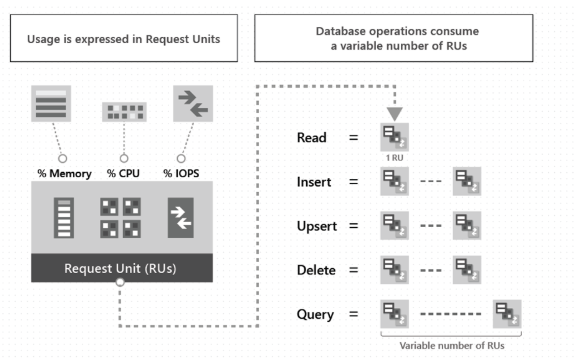 Usage is expressed in Request Units
Database operations consume
a variable number of RUs
% Memory
% CPU
% IOPS
Request Unit (RUs)
Read =
1 RU
Insert =
Upsert =
Delete =
Query =
Variable number of RUs